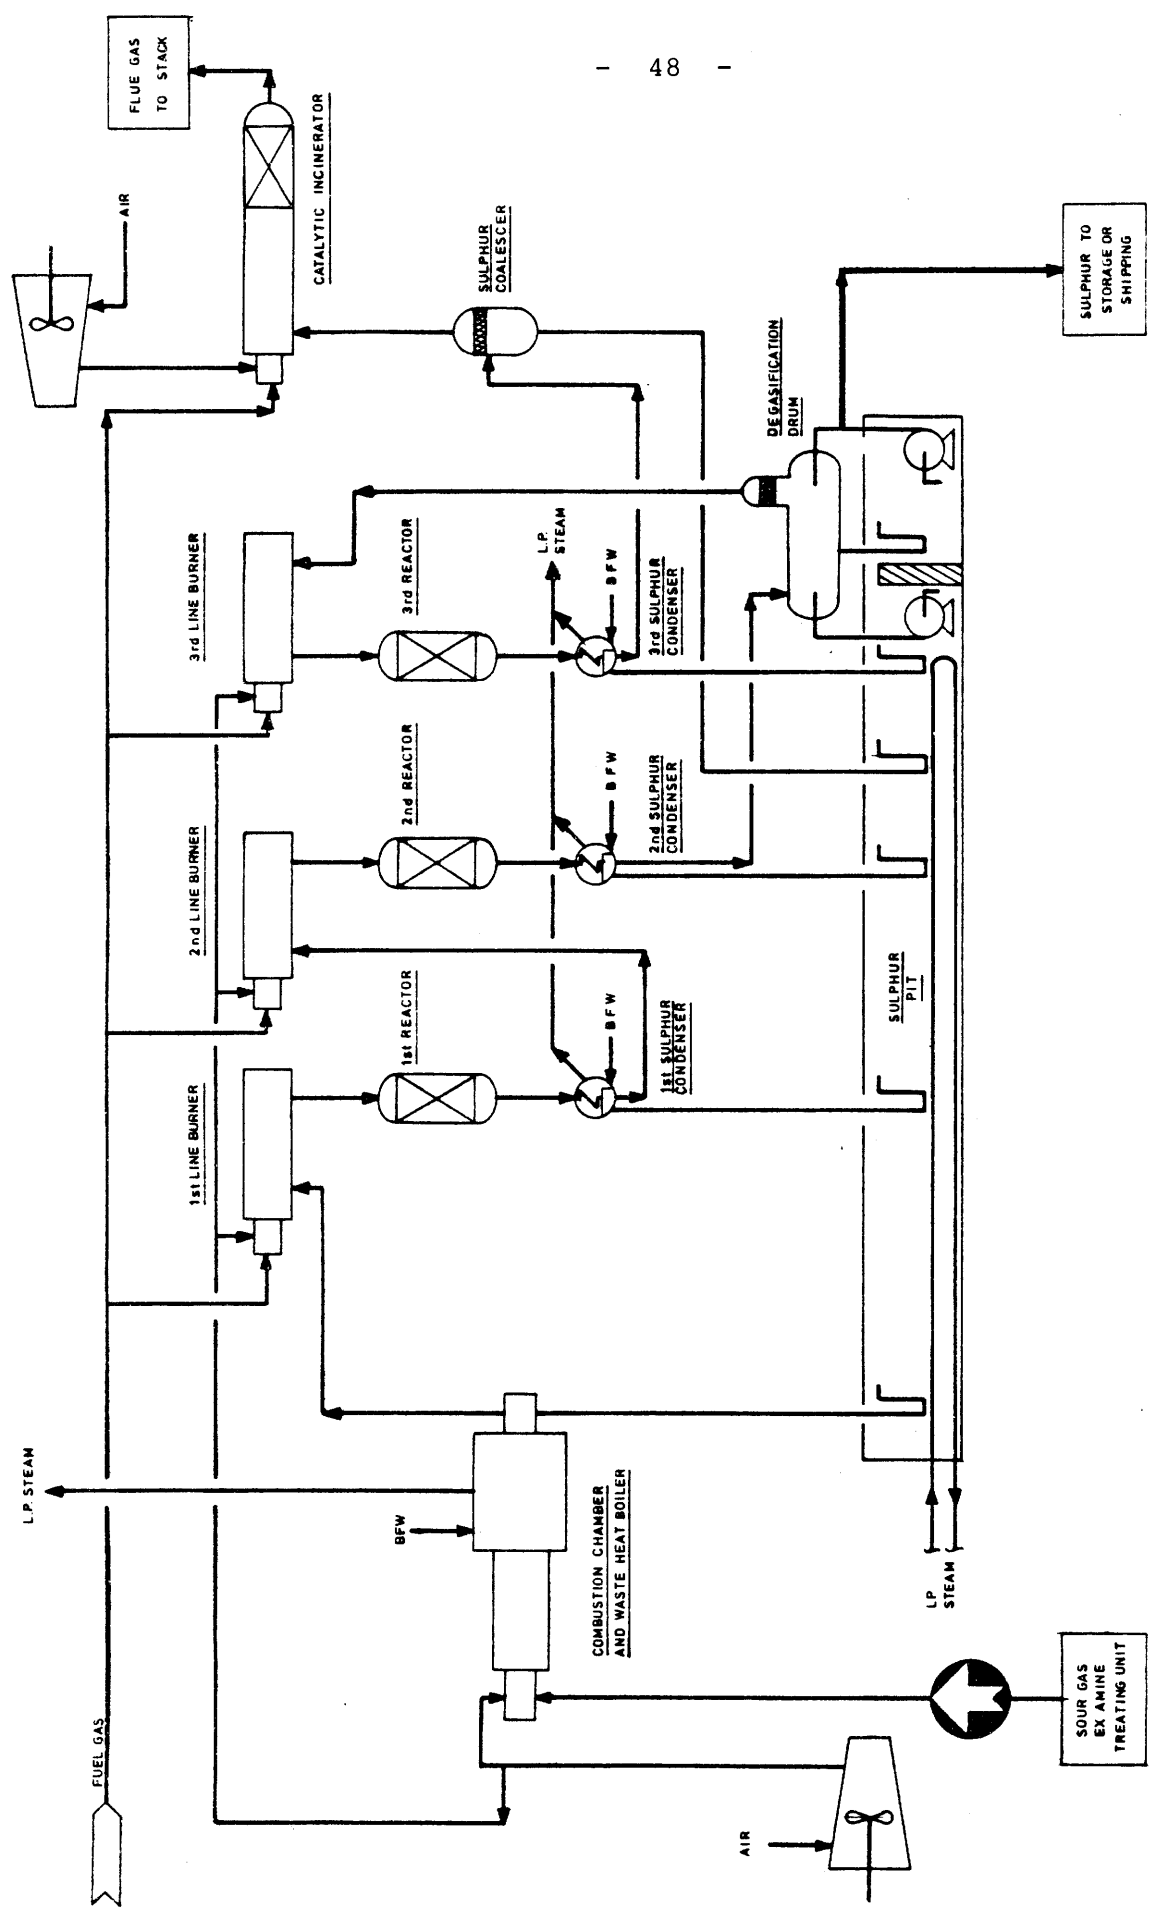 - 48 -
FLUE GAS
TO STACK
AIR
CATALYTIC INCINERATOR
SULPHUR
COALESCER
SULPHUR TO
STORAGE OR
SHIPPING
DEGASIFICATION
DRUM
3rd LINE BURNER
3rd REACTOR
L.P.
STEAM
BFW
3rd SULPHUR
CONDENSER
2nd LINE BURNER
2nd REACTOR
BFW
2nd SULPHUR
CONDENSER
1st LINE BURNER
1st REACTOR
BFW
1st SULPHUR
CONDENSER
SULPHUR
PIT
L.P. STEAM
BFW
COMBUSTION CHAMBER
AND WASTE HEAT BOILER
LP
STEAM
FUEL GAS
AIR
SOUR GAS
EX AMINE
TREATING UNIT